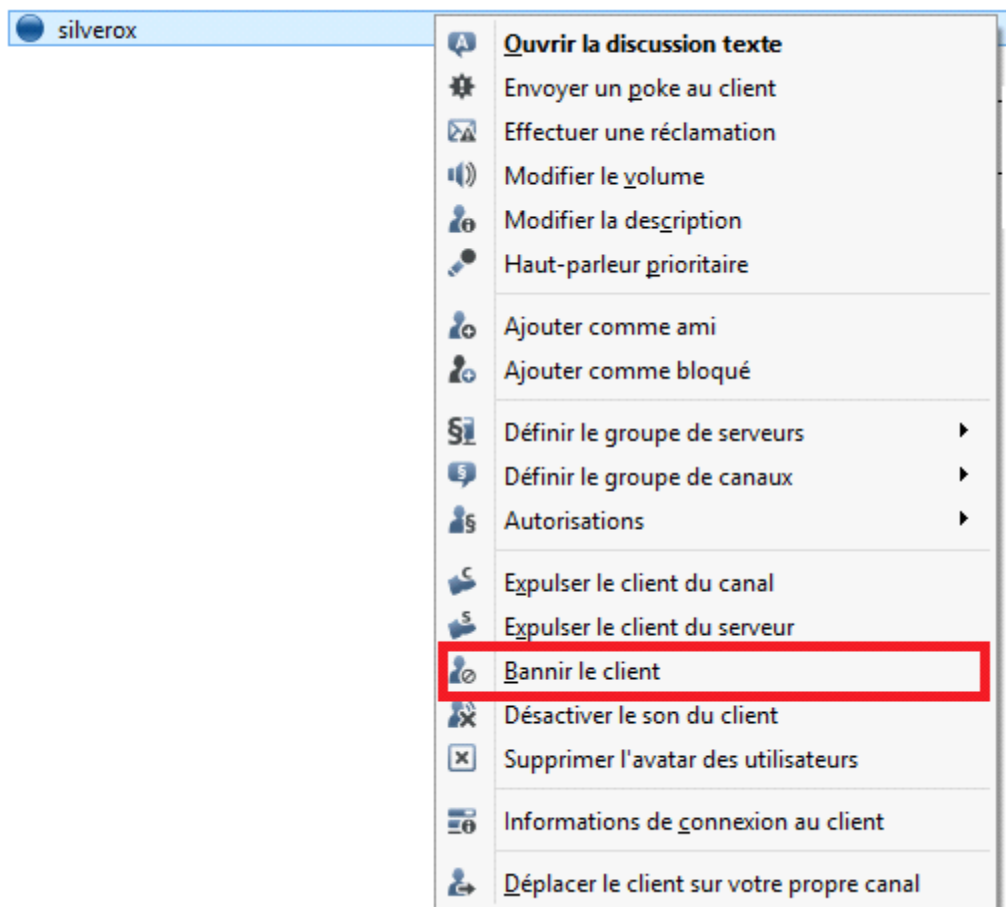 silverox
Ouvrir la discussion texte
Envoyer un poke au client
Effectuer une réclamation
Modifier le volume
Modifier la description
Haut-parleur prioritaire
Ajouter comme ami
Ajouter comme bloqué
Définir le groupe de serveurs
Définir le groupe de canaux
Autorisations
Expulser le client du canal
Expulser le client du serveur
Bannir le client
Désactiver le son du client
Supprimer l'avatar des utilisateurs
Informations de connexion au client
Déplacer le client sur votre propre canal